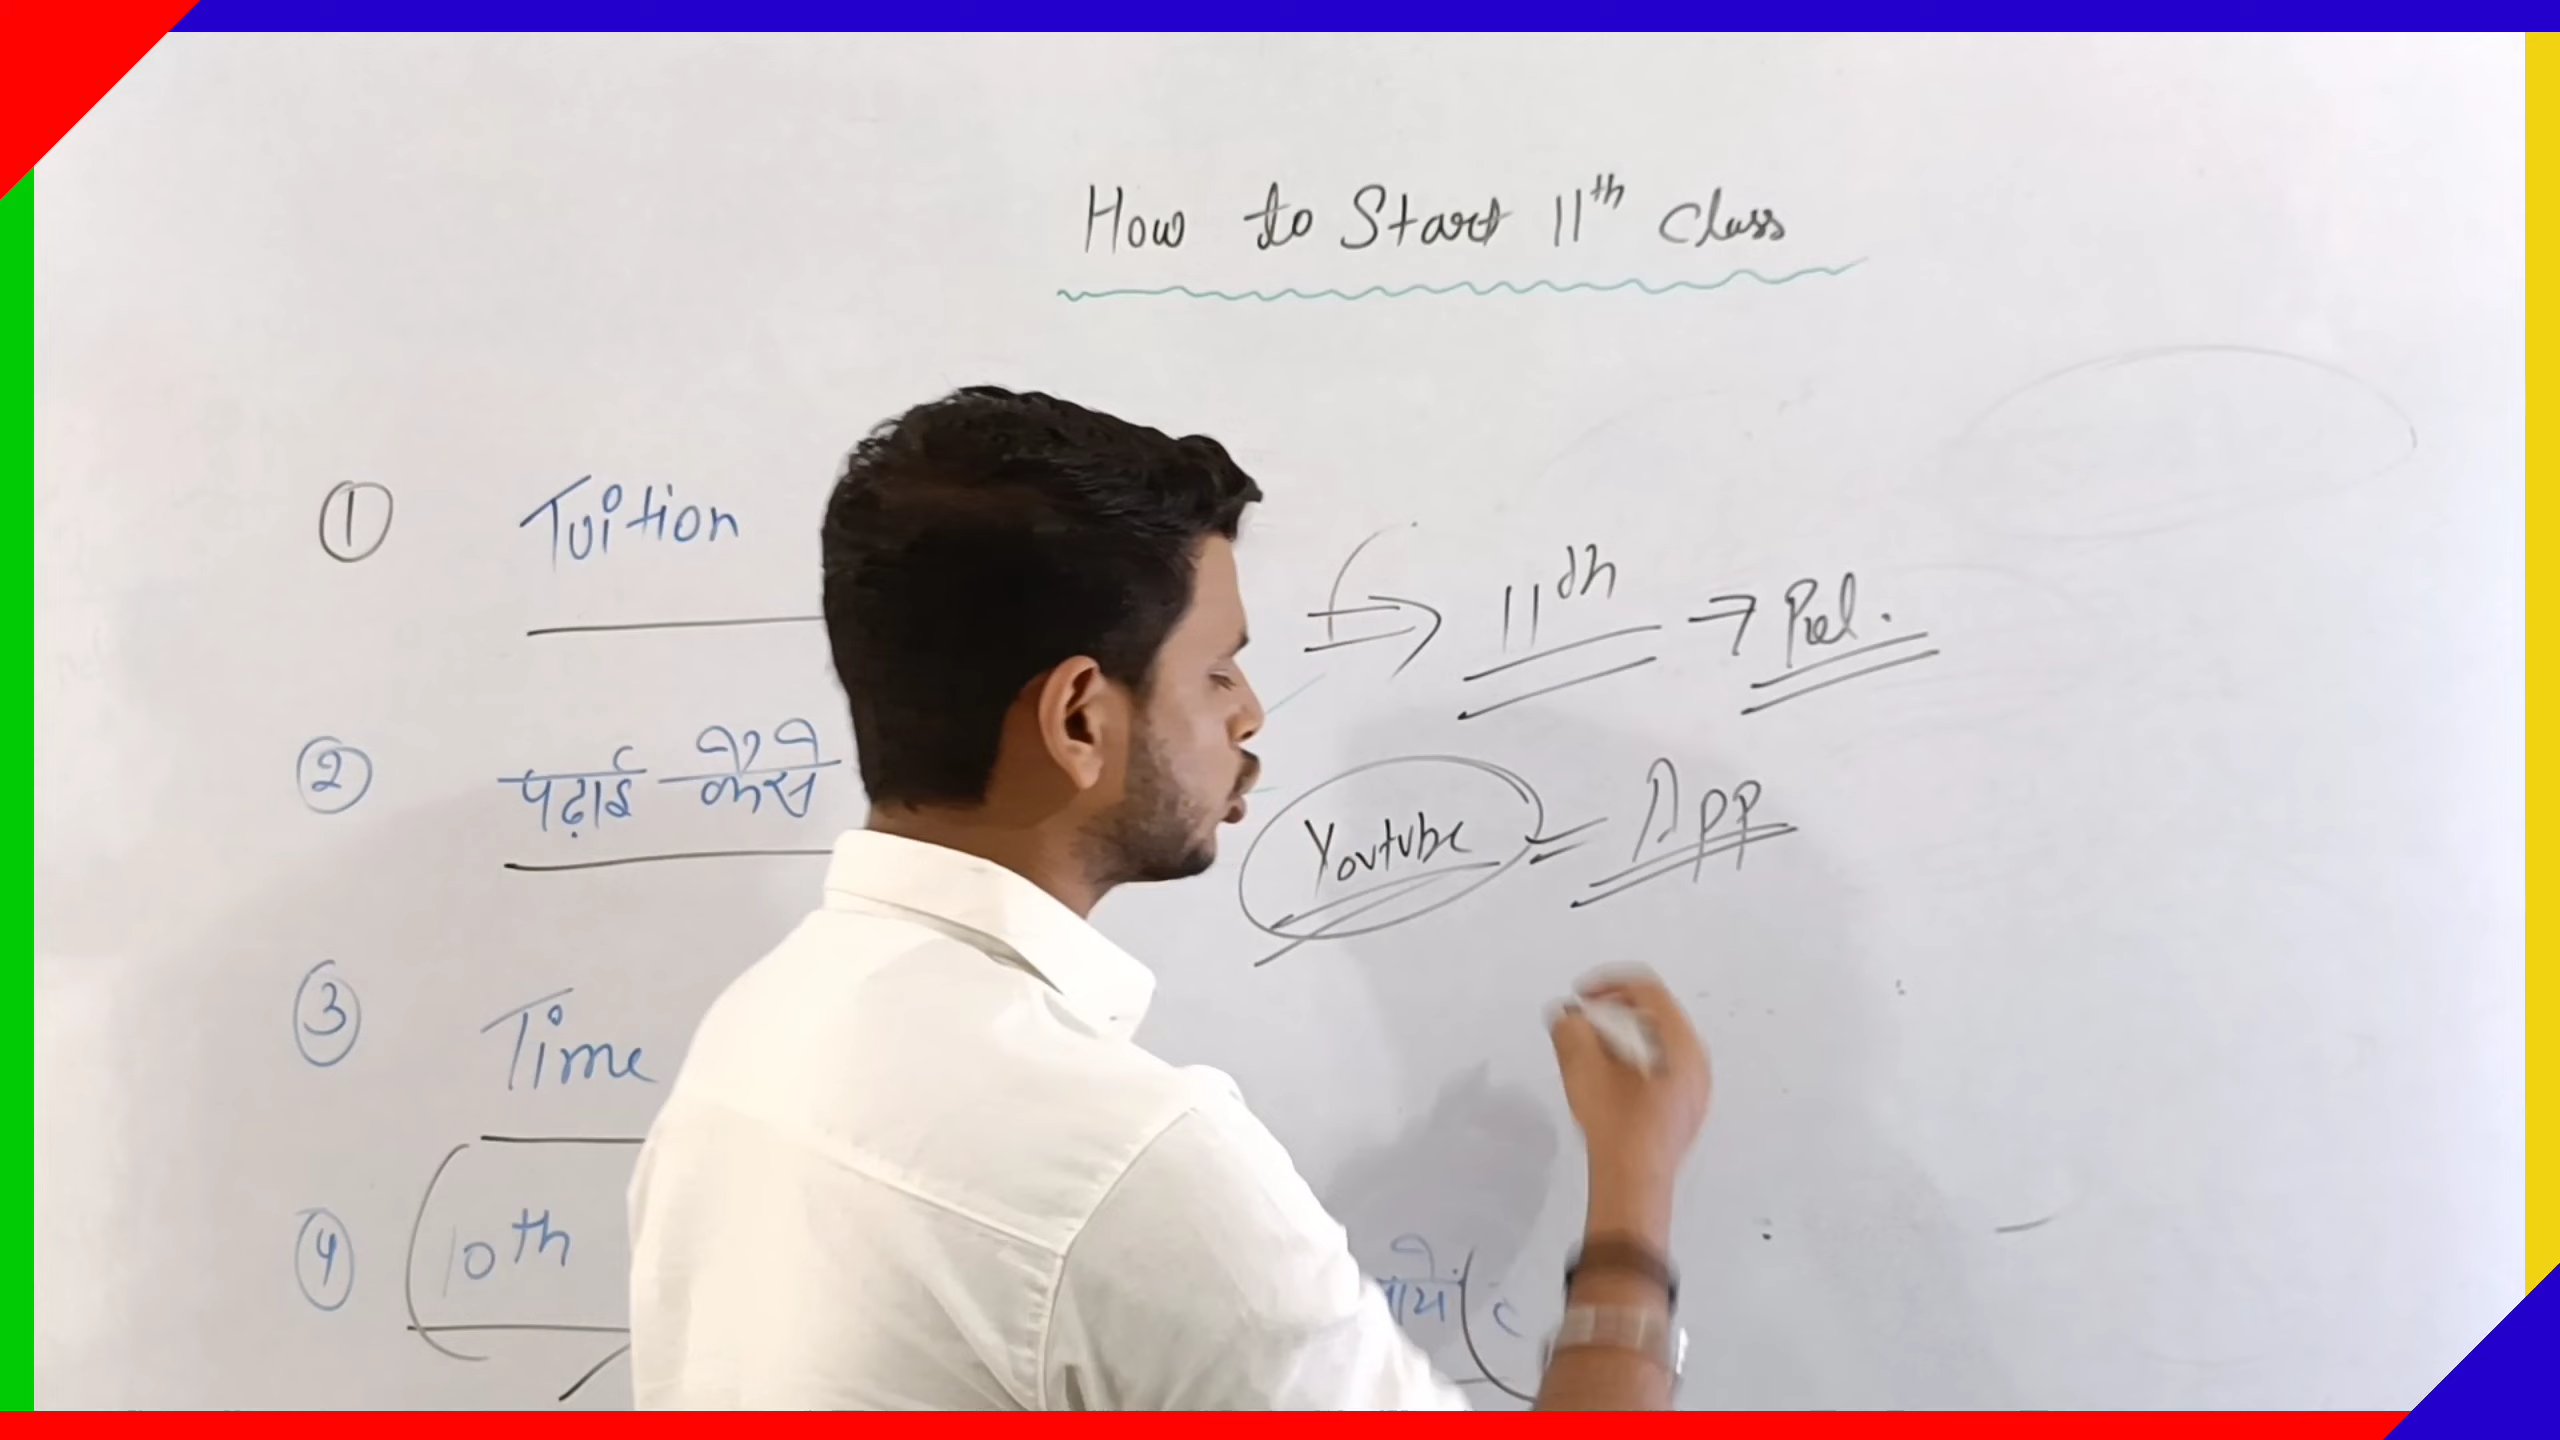 How to Start 11th Class
① Tuition
⇒ 11th → Rel.
② पढ़ाई कैसे
Youtube = App
③ Time
④ (10th